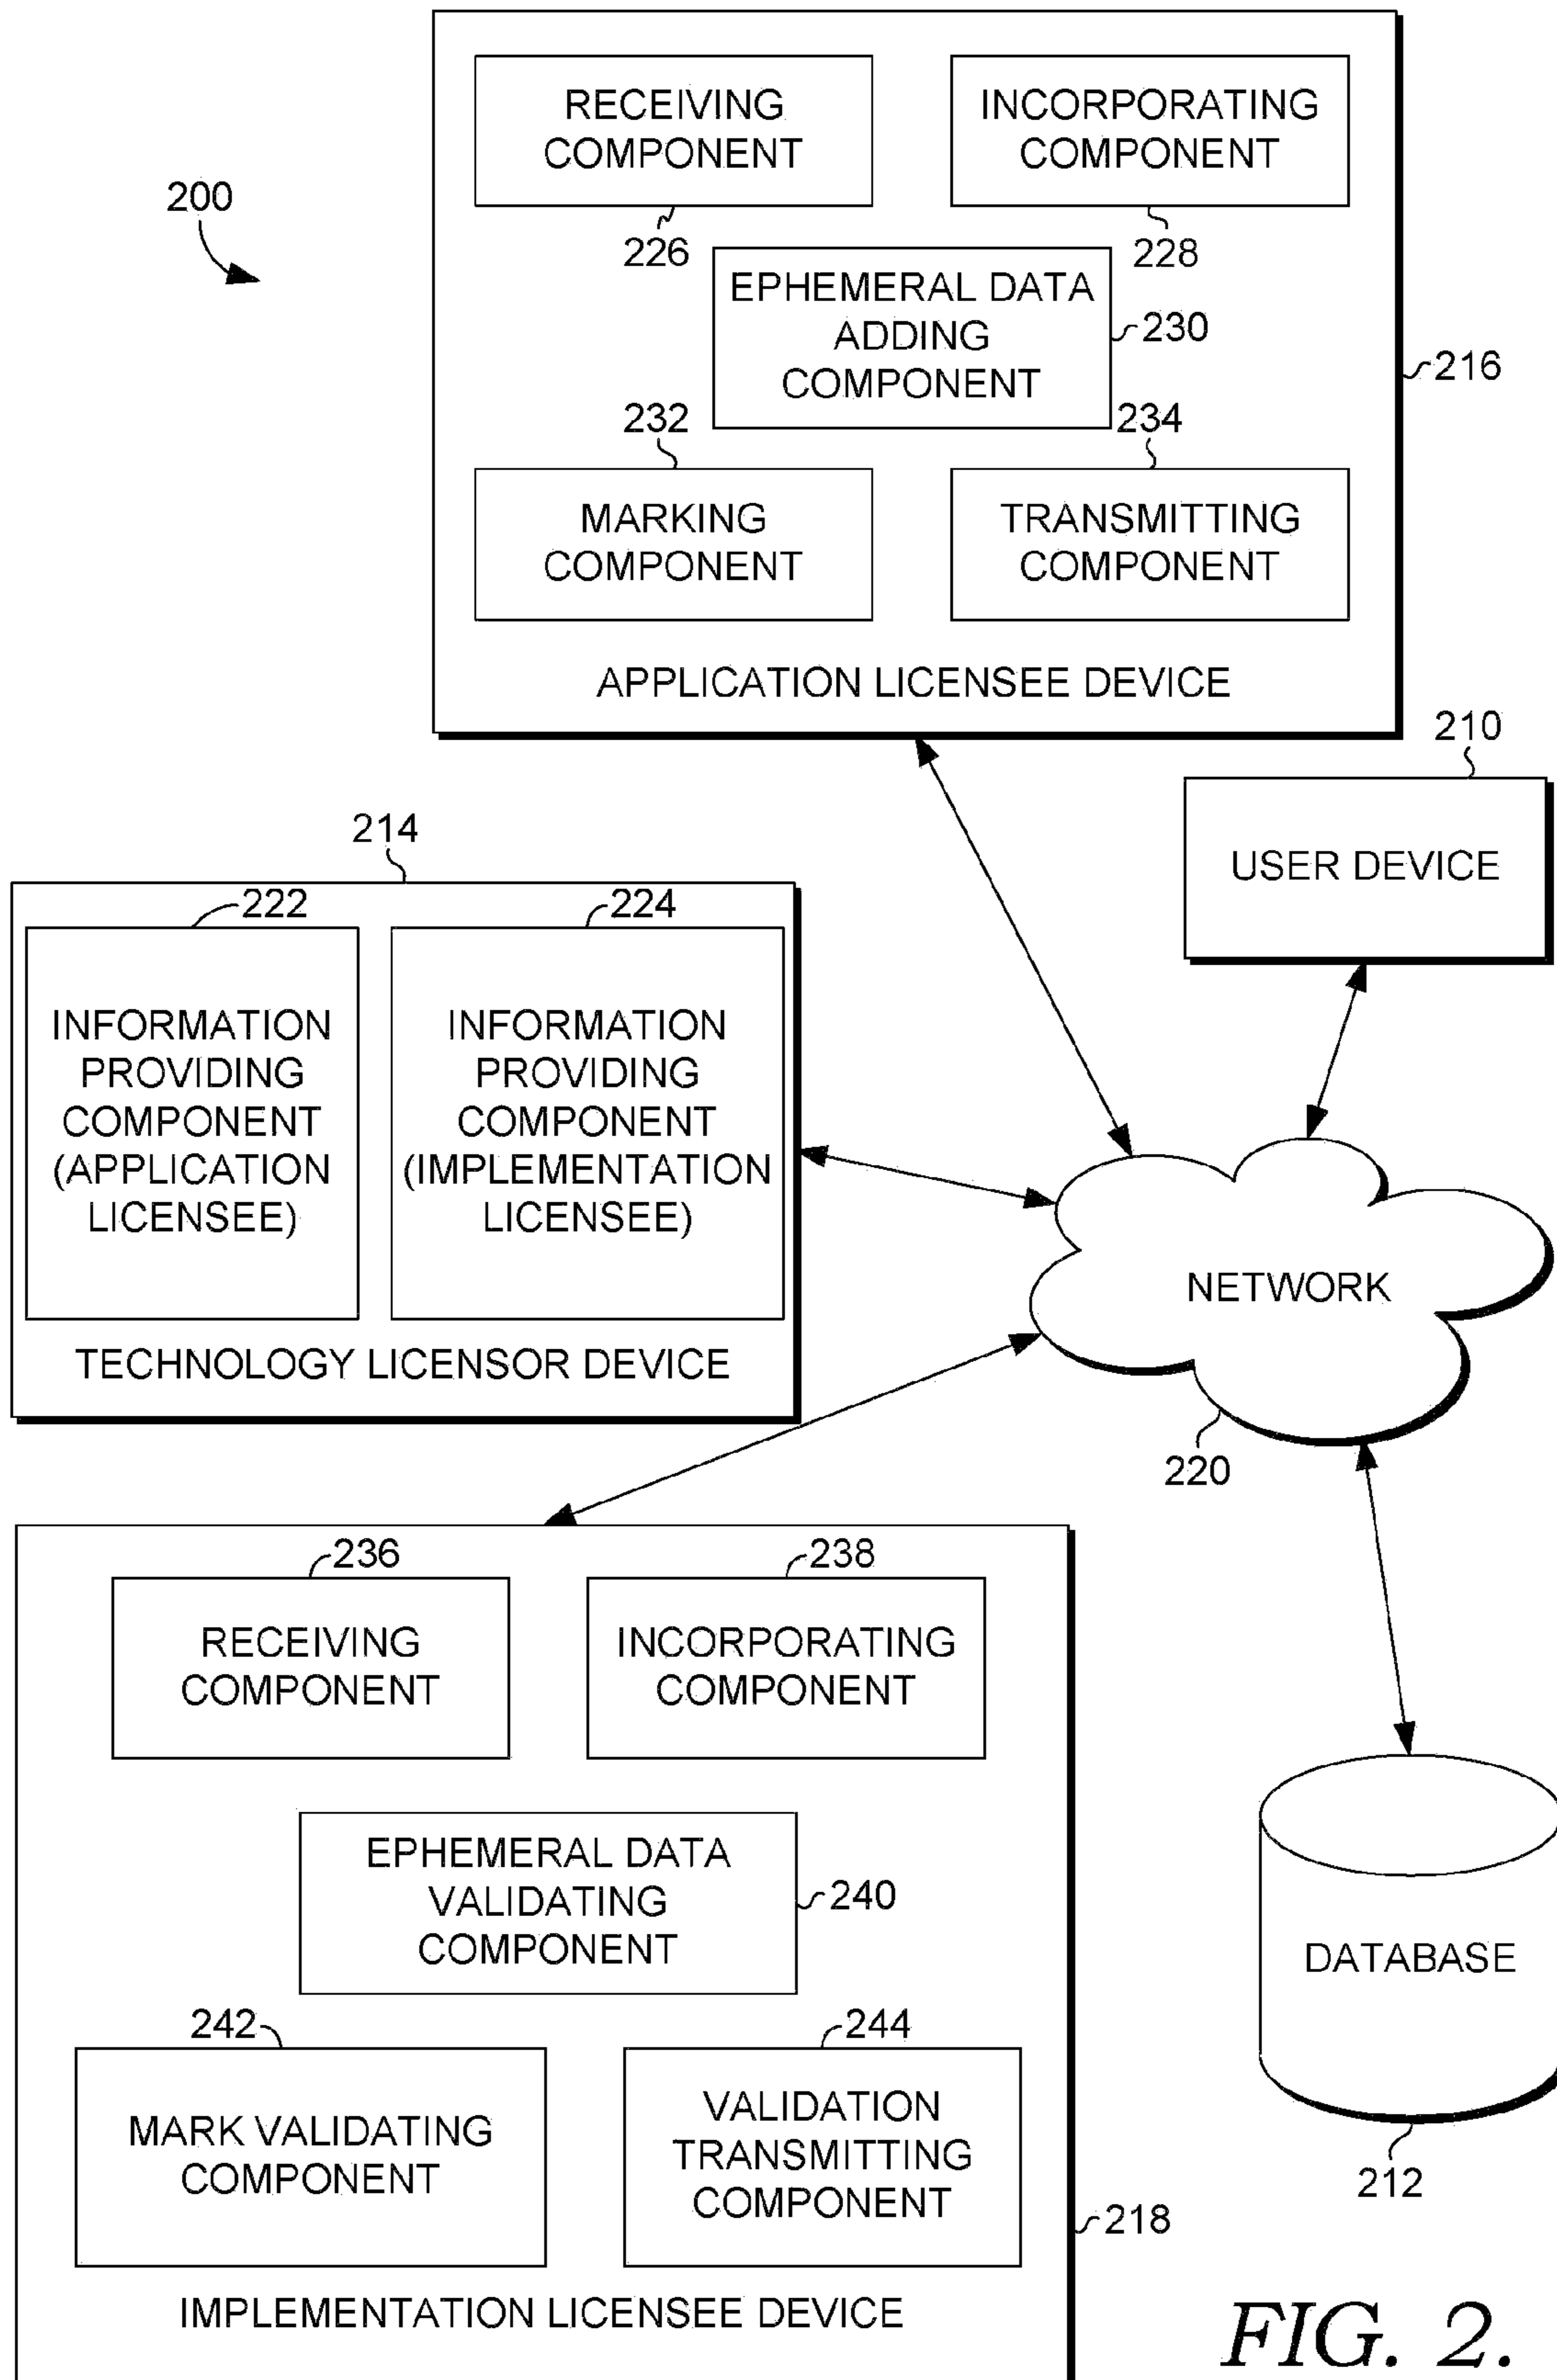 200
RECEIVING
COMPONENT
226
INCORPORATING
COMPONENT
228
EPHEMERAL DATA
ADDING
COMPONENT
230
216
232
MARKING
COMPONENT
234
TRANSMITTING
COMPONENT
APPLICATION LICENSEE DEVICE
210
USER DEVICE
214
222
INFORMATION
PROVIDING
COMPONENT
(APPLICATION
LICENSEE)
224
INFORMATION
PROVIDING
COMPONENT
(IMPLEMENTATION
LICENSEE)
TECHNOLOGY LICENSOR DEVICE
NETWORK
220
236
RECEIVING
COMPONENT
238
INCORPORATING
COMPONENT
EPHEMERAL DATA
VALIDATING
COMPONENT
240
242
MARK VALIDATING
COMPONENT
244
VALIDATION
TRANSMITTING
COMPONENT
218
IMPLEMENTATION LICENSEE DEVICE
DATABASE
212
FIG. 2.